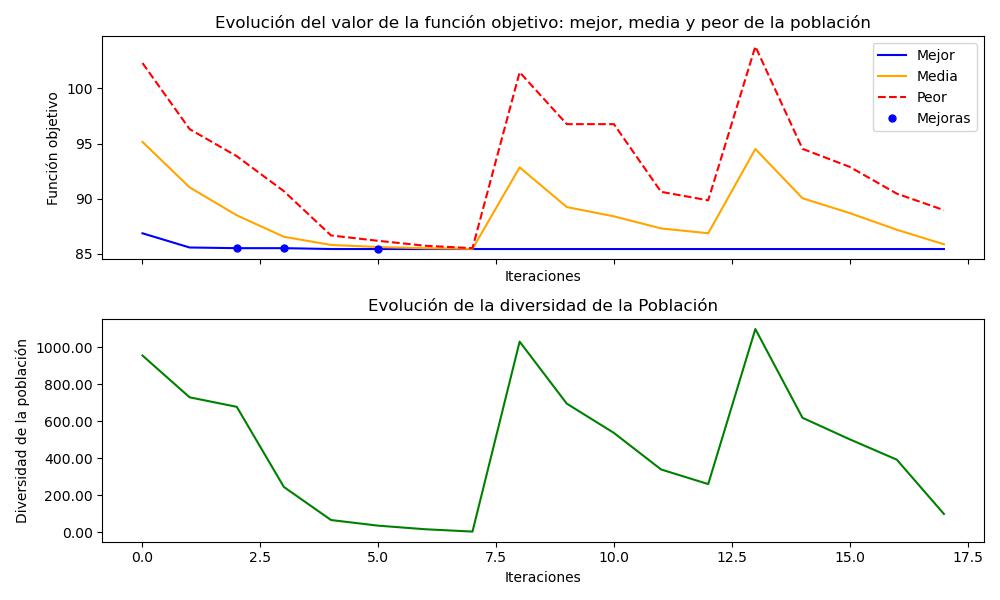 Evolución del valor de la función objetivo: mejor, media y peor de la población
Función objetivo
100
95
90
85
Mejor
Media
Peor
Mejoras
Iteraciones
Evolución de la diversidad de la Población
Diversidad de la población
1000.00
800.00
600.00
400.00
200.00
0.00
0.0 2.5 5.0 7.5 10.0 12.5 15.0 17.5
Iteraciones